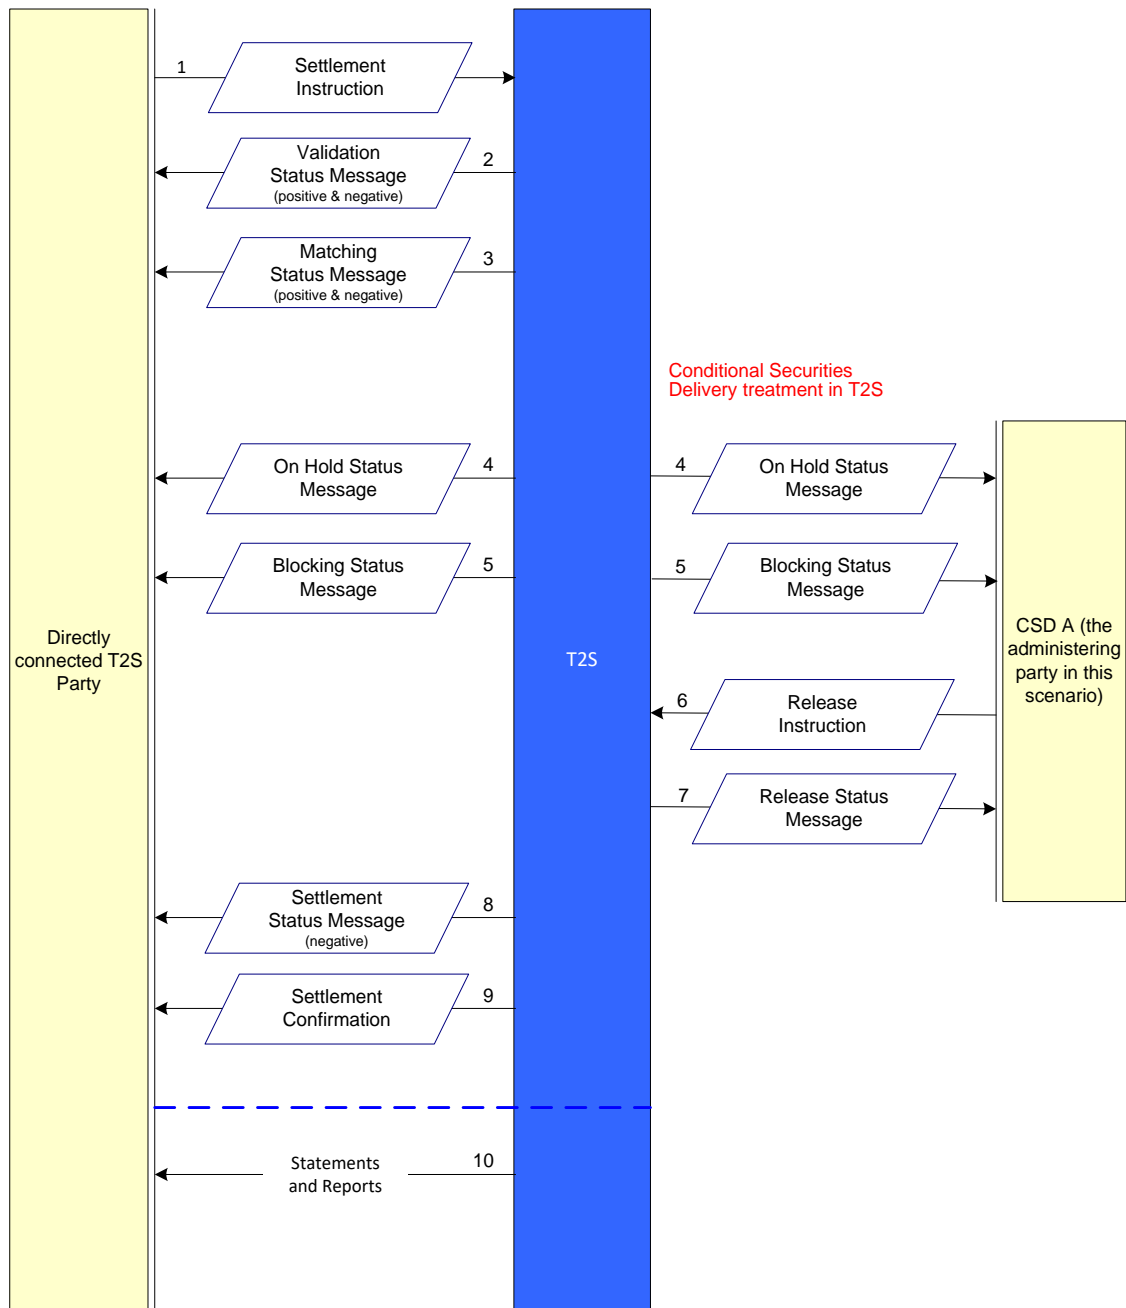 1
Settlement
Instruction
Validation
Status Message
(positive & negative)
2
Matching
Status Message
(positive & negative)
3
Conditional Securities
Delivery treatment in T2S
On Hold Status
Message
4
4
On Hold Status
Message
Blocking Status
Message
5
5
Blocking Status
Message
Directly
connected T2S
Party
T2S
CSD A (the
administering
party in this
scenario)
6
Release
Instruction
7
Release Status
Message
Settlement
Status Message
(negative)
8
Settlement
Confirmation
9
Statements
and Reports
10